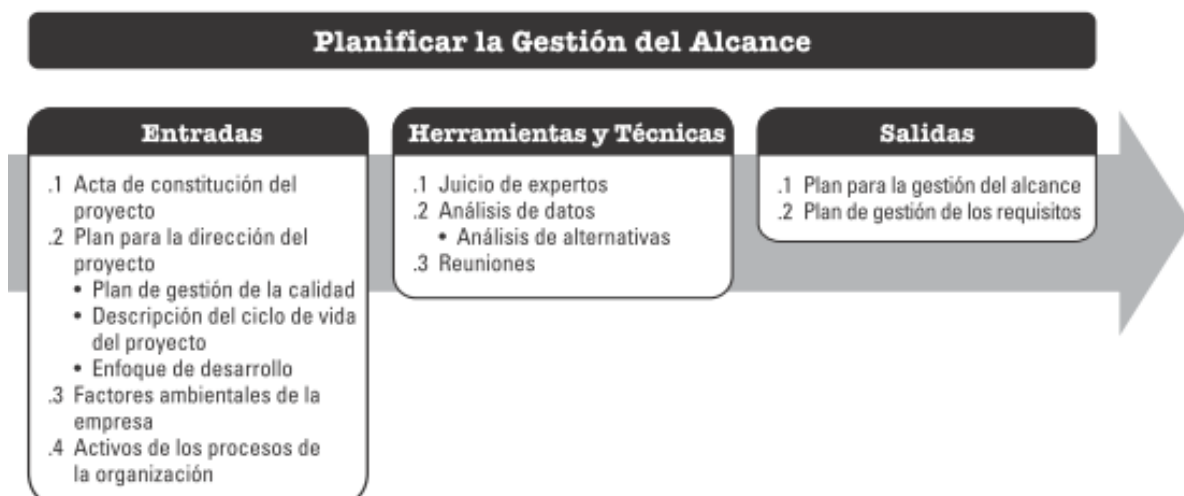 Planificar la Gestión del Alcance
Entradas
.1 Acta de constitución del
proyecto
.2 Plan para la dirección del
proyecto
• Plan de gestión de la calidad
• Descripción del ciclo de vida
del proyecto
• Enfoque de desarrollo
.3 Factores ambientales de la
empresa
.4 Activos de los procesos de
la organización
Herramientas y Técnicas
.1 Juicio de expertos
.2 Análisis de datos
• Análisis de alternativas
.3 Reuniones
Salidas
.1 Plan para la gestión del alcance
.2 Plan de gestión de los requisitos